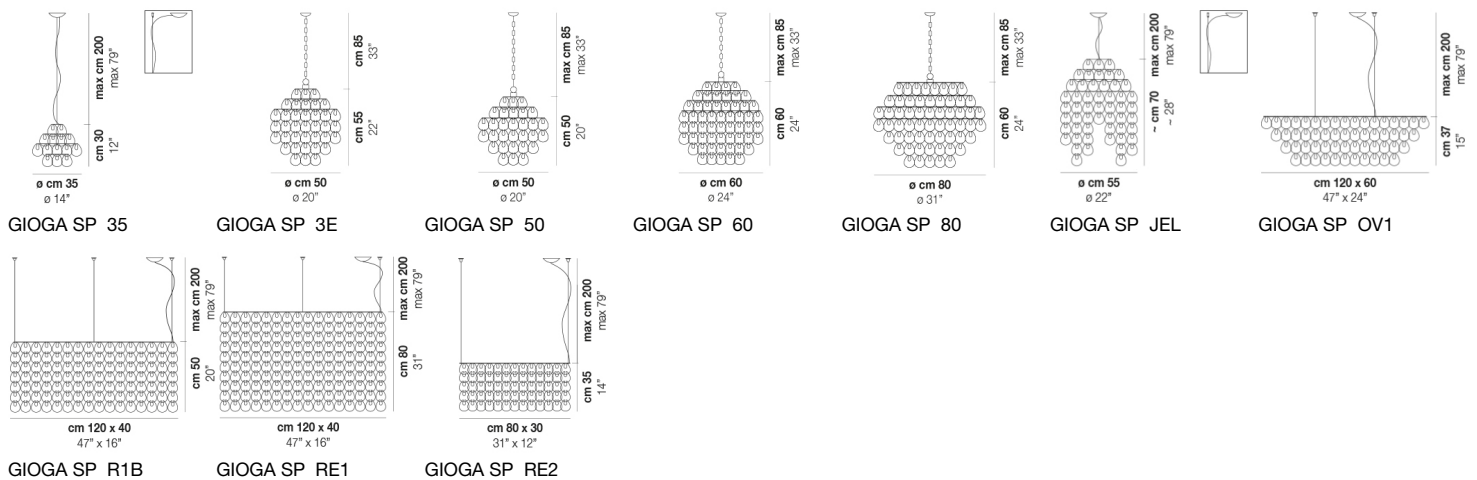 max cm 200
max 79"
cm 30
12"
ø cm 35
ø 14"
GIOGA SP 35
cm 85
33"
cm 55
22"
ø cm 50
ø 20"
GIOGA SP 3E
max cm 85
max 33"
cm 50
20"
ø cm 50
ø 20"
GIOGA SP 50
max cm 85
max 33"
cm 60
24"
ø cm 60
ø 24"
GIOGA SP 60
max cm 85
max 33"
cm 60
24"
ø cm 80
ø 31"
GIOGA SP 80
max cm 200
max 79"
~ cm 70
~ 28"
ø cm 55
ø 22"
GIOGA SP JEL
max cm 200
max 79"
cm 37
15"
cm 120 x 60
47" x 24"
GIOGA SP OV1
max cm 200
max 79"
cm 50
20"
cm 120 x 40
47" x 16"
GIOGA SP R1B
max cm 200
max 79"
cm 80
31"
cm 120 x 40
47" x 16"
GIOGA SP RE1
max cm 200
max 79"
cm 35
14"
cm 80 x 30
31" x 12"
GIOGA SP RE2